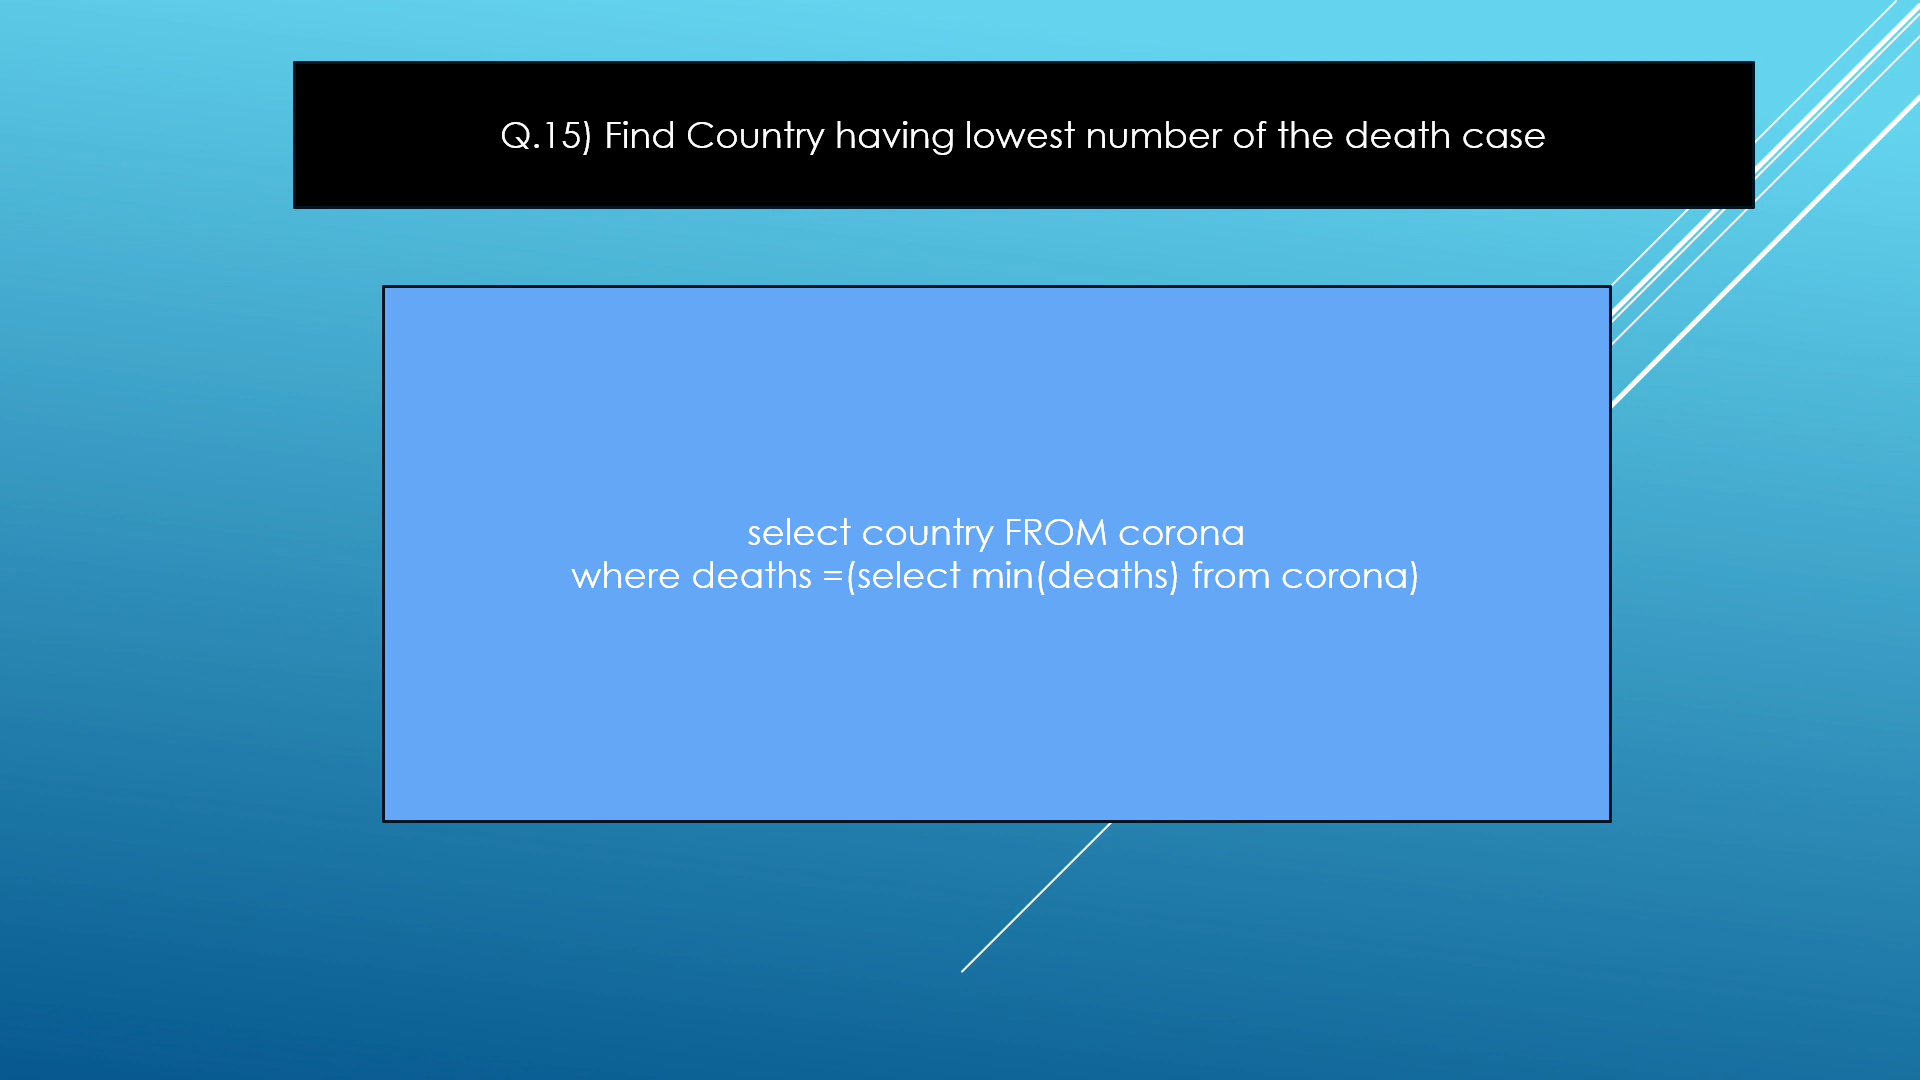 Q.15) Find Country having lowest number of the death case
select country FROM corona
where deaths =(select min(deaths) from corona)